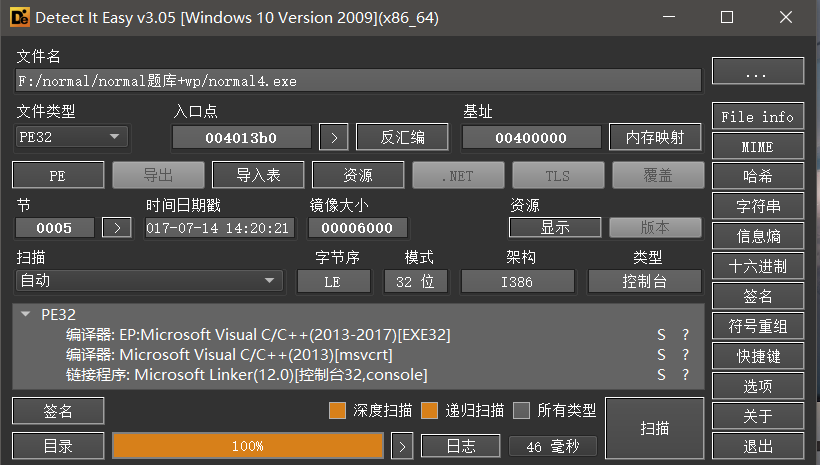 Detect It Easy v3.05 [Windows 10 Version 2009](x86_64)
文件名
F:/normal/normal题库+wp/normal4.exe
...
文件类型 入口点 基址
PE32 004013b0 > 反汇编 00400000 内存映射
File info
MIME
PE 导出 导入表 资源 .NET TLS 覆盖
哈希
节 时间日期戳 镜像大小 资源
字符串
0005 > 017-07-14 14:20:21 00006000 显示 版本
信息熵
扫描 字节序 模式 架构 类型
十六进制
自动 LE 32 位 I386 控制台
签名
PE32
符号重组
编译器: EP:Microsoft Visual C/C++(2013-2017)[EXE32] S ?
编译器: Microsoft Visual C/C++(2013)[msvcrt] S ?
快捷键
链接程序: Microsoft Linker(12.0)[控制台32,console] S ?
选项
签名 深度扫描 递归扫描 所有类型 扫描
关于
目录 100% > 日志 46 毫秒
退出